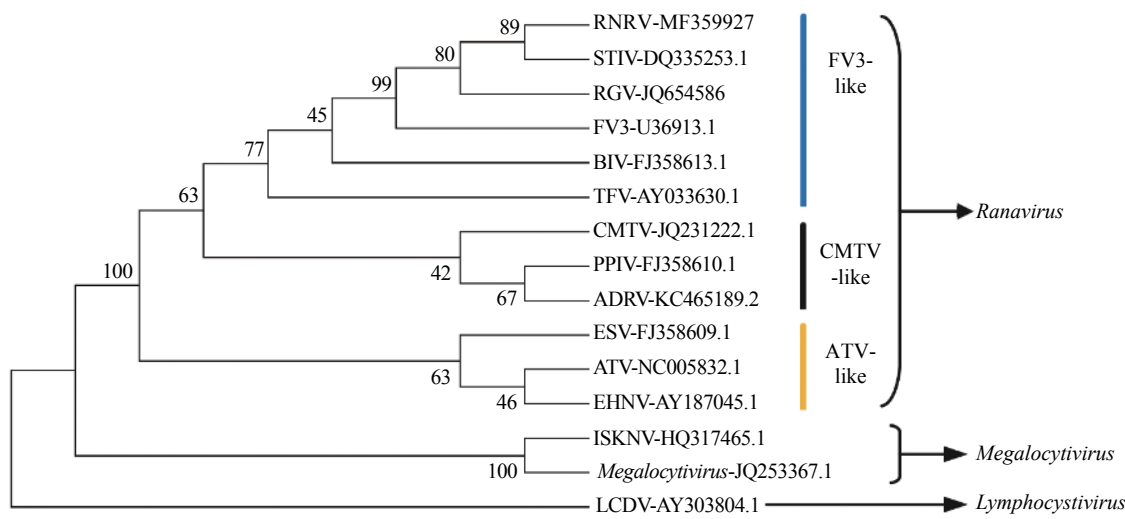 RNRV-MF359927
89
STIV-DQ335253.1
FV3-
like
80
RGV-JQ654586
99
FV3-U36913.1
45
BIV-FJ358613.1
77
TFV-AY033630.1
63
Ranavirus
CMTV-JQ231222.1
CMTV
-like
42
PPIV-FJ358610.1
100
67
ADRV-KC465189.2
ESV-FJ358609.1
ATV-
like
63
ATV-NC005832.1
46
EHNV-AY187045.1
ISKNV-HQ317465.1
Megalocytivirus
100
Megalocytivirus-JQ253367.1
LCDV-AY303804.1
Lymphocystivirus